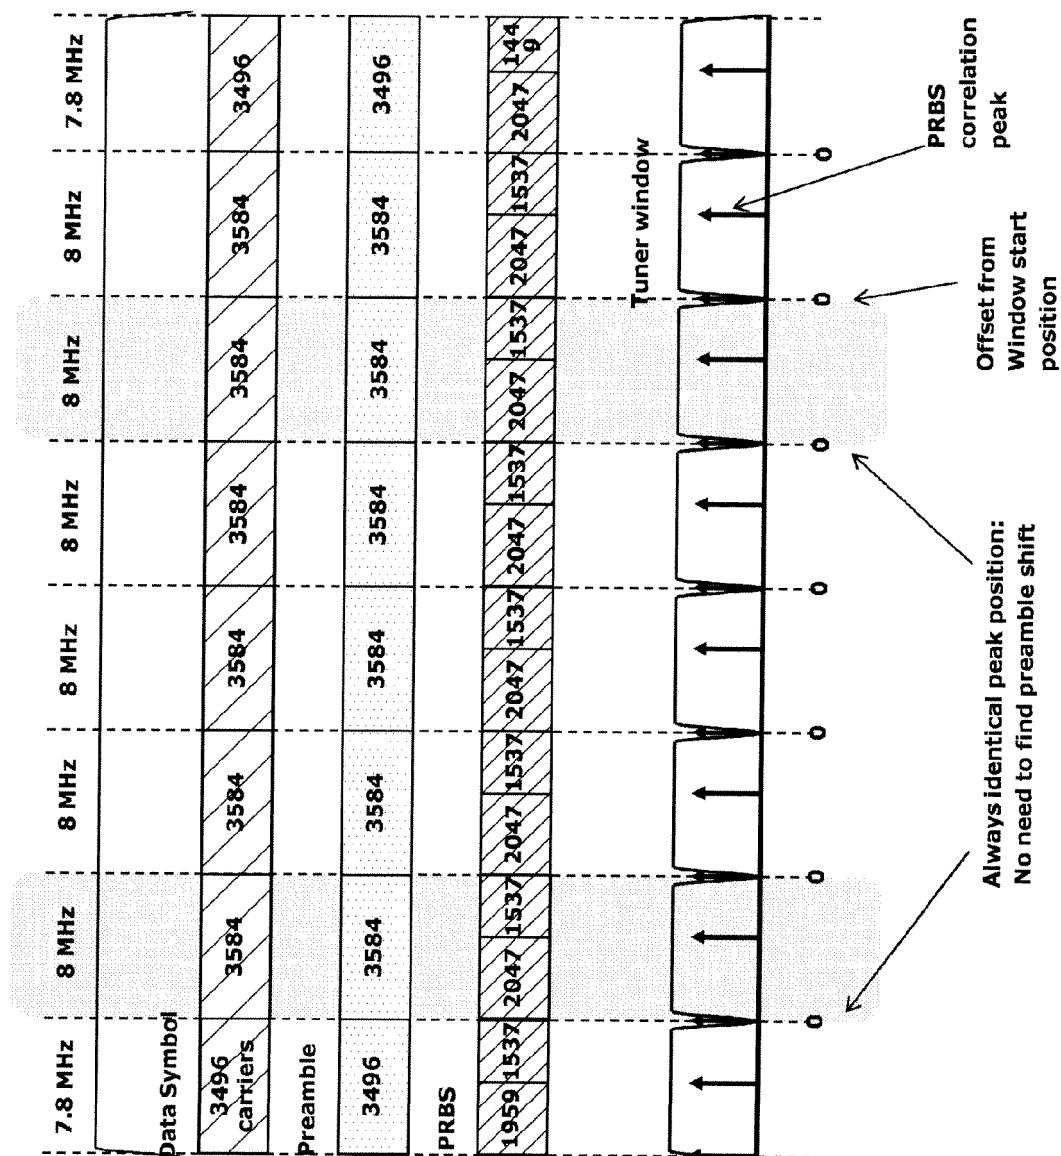 7.8 MHz 8 MHz 8 MHz 8 MHz 8 MHz 8 MHz 8 MHz 7.8 MHz
Data Symbol
3496 3584 3584 3584 3584 3584 3584 3496
carriers
Preamble
3496 3584 3584 3584 3584 3584 3584 3496
PRBS
1959 1537 2047 1537 2047 1537 2047 1537 2047 1537 2047 1537 2047 1537 2047 144
9
Tuner window
0 0 0 0 0 0 0
Always identical peak position:
No need to find preamble shift
Offset from
Window start
position
PRBS
correlation
peak